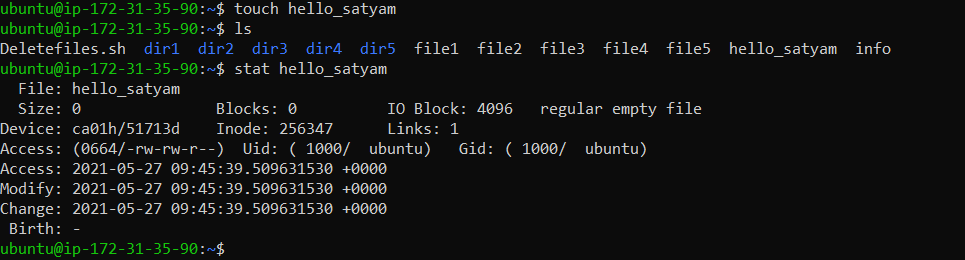 ubuntu@ip-172-31-35-90:~$ touch hello_satyam
ubuntu@ip-172-31-35-90:~$ ls
Deletefiles.sh  dir1  dir2  dir3  dir4  dir5  file1  file2  file3  file4  file5  hello_satyam  info
ubuntu@ip-172-31-35-90:~$ stat hello_satyam
  File: hello_satyam
  Size: 0               Blocks: 0          IO Block: 4096   regular empty file
Device: ca01h/51713d    Inode: 256347      Links: 1
Access: (0664/-rw-rw-r--)  Uid: ( 1000/  ubuntu)   Gid: ( 1000/  ubuntu)
Access: 2021-05-27 09:45:39.509631530 +0000
Modify: 2021-05-27 09:45:39.509631530 +0000
Change: 2021-05-27 09:45:39.509631530 +0000
 Birth: -
ubuntu@ip-172-31-35-90:~$